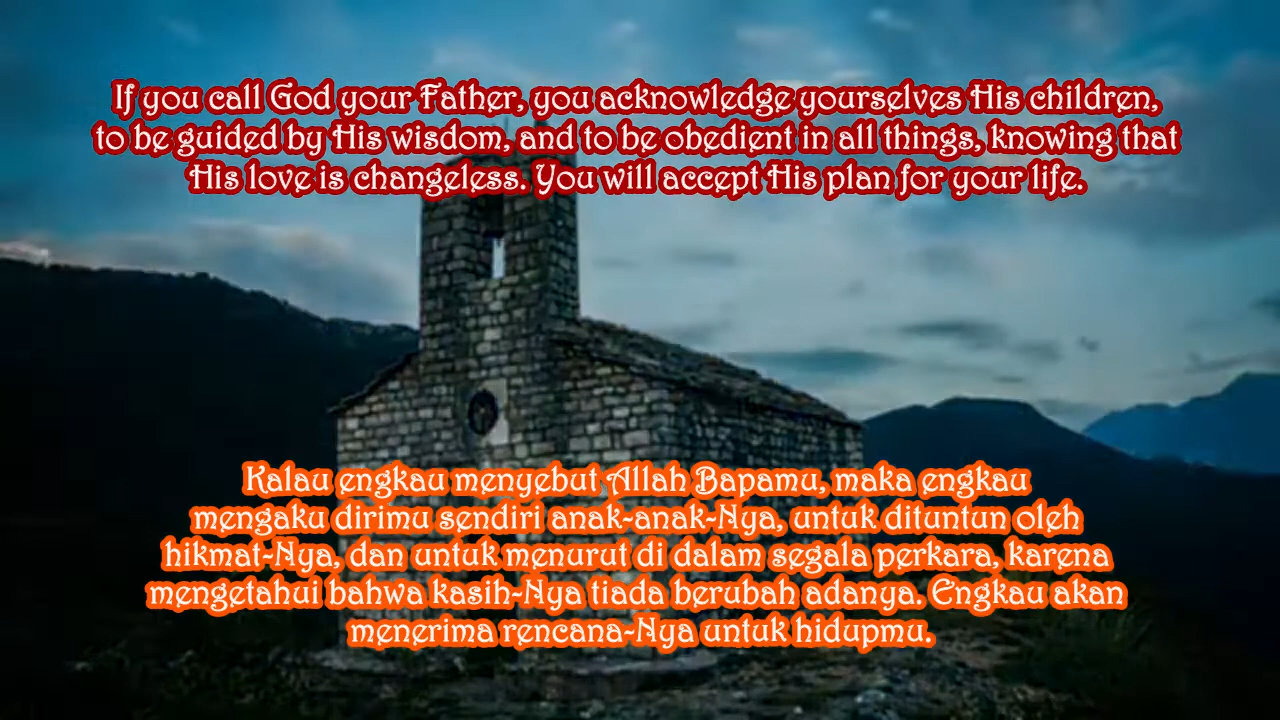 If you call God your Father, you acknowledge yourselves His children,
to be guided by His wisdom, and to be obedient in all things, knowing that
His love is changeless. You will accept His plan for your life.
Kalau engkau menyebut Allah Bapamu, maka engkau
mengaku dirimu sendiri anak-anak-Nya, untuk dituntun oleh
hikmat-Nya, dan untuk menurut di dalam segala perkara, karena
mengetahui bahwa kasih-Nya tiada berubah adanya. Engkau akan
menerima rencana-Nya untuk hidupmu.